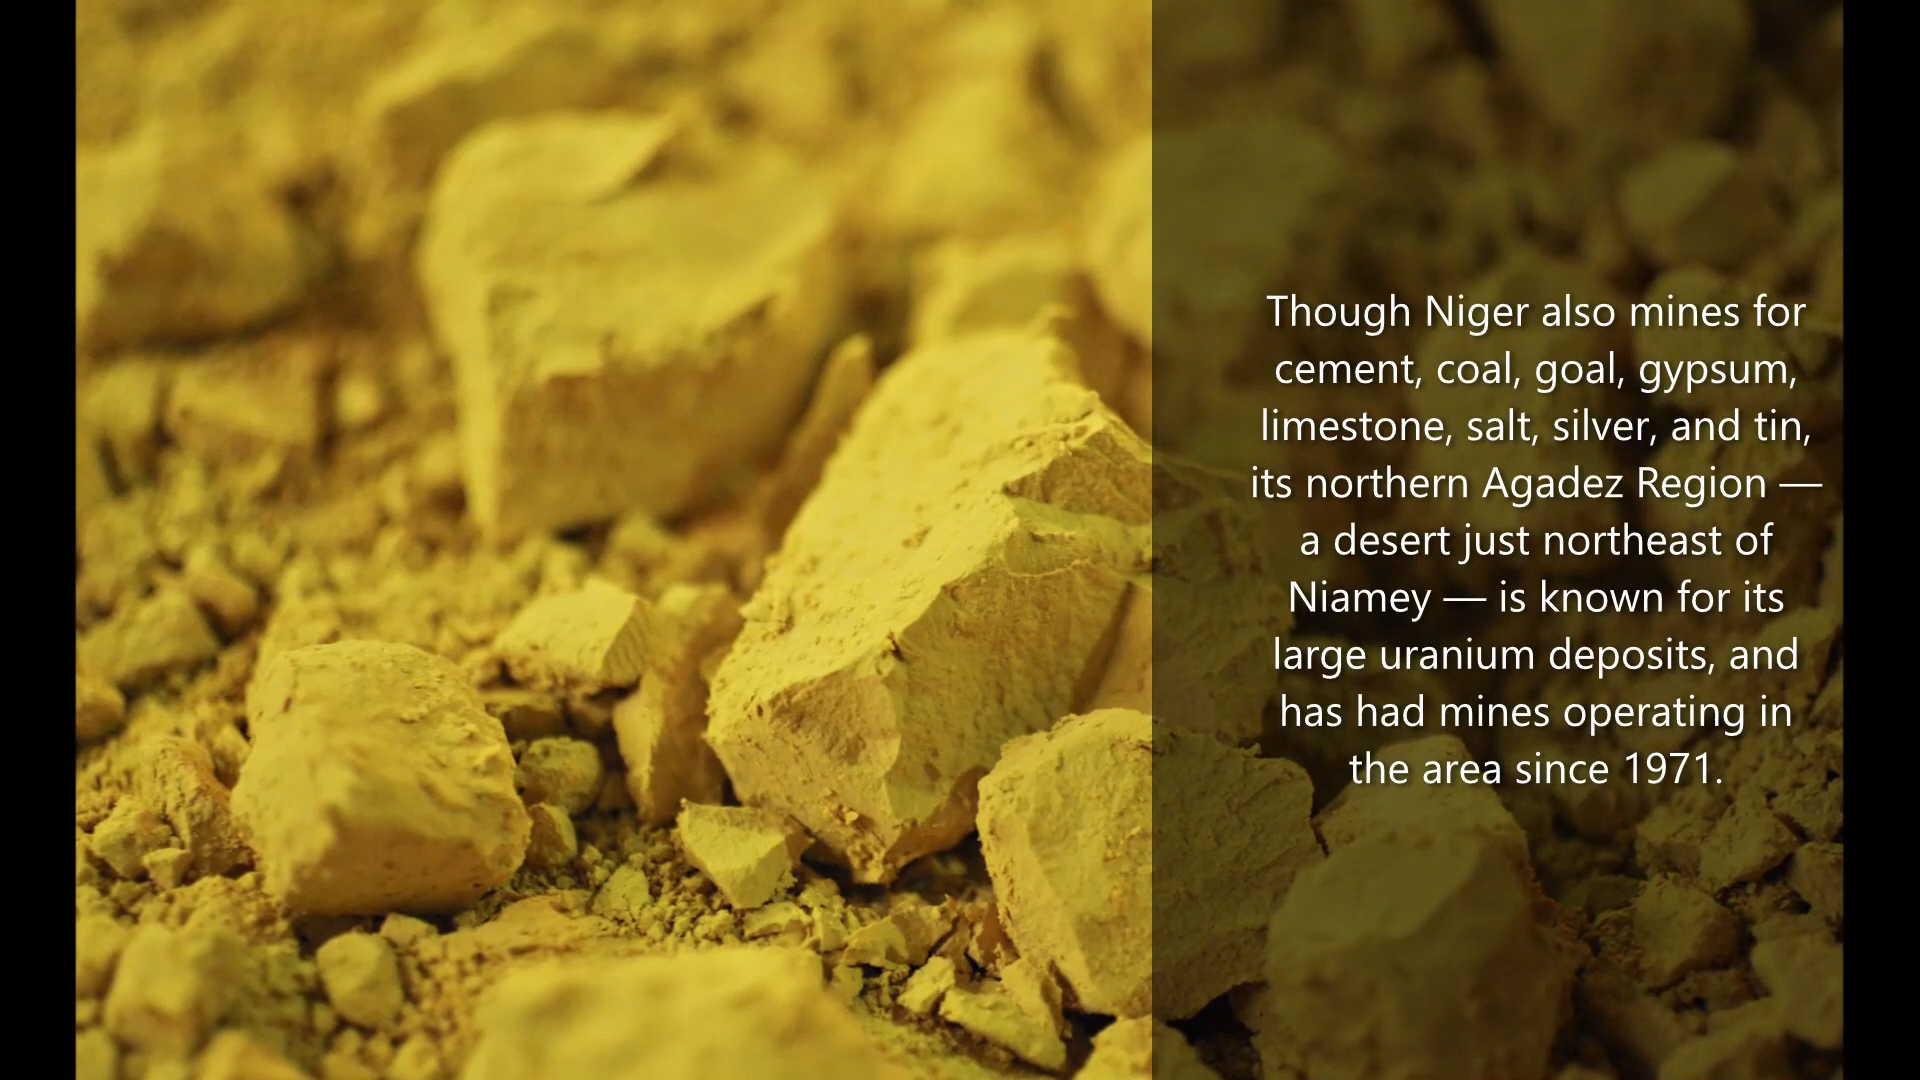 Though Niger also mines for
cement, coal, goal, gypsum,
limestone, salt, silver, and tin,
its northern Agadez Region —
a desert just northeast of
Niamey — is known for its
large uranium deposits, and
has had mines operating in
the area since 1971.